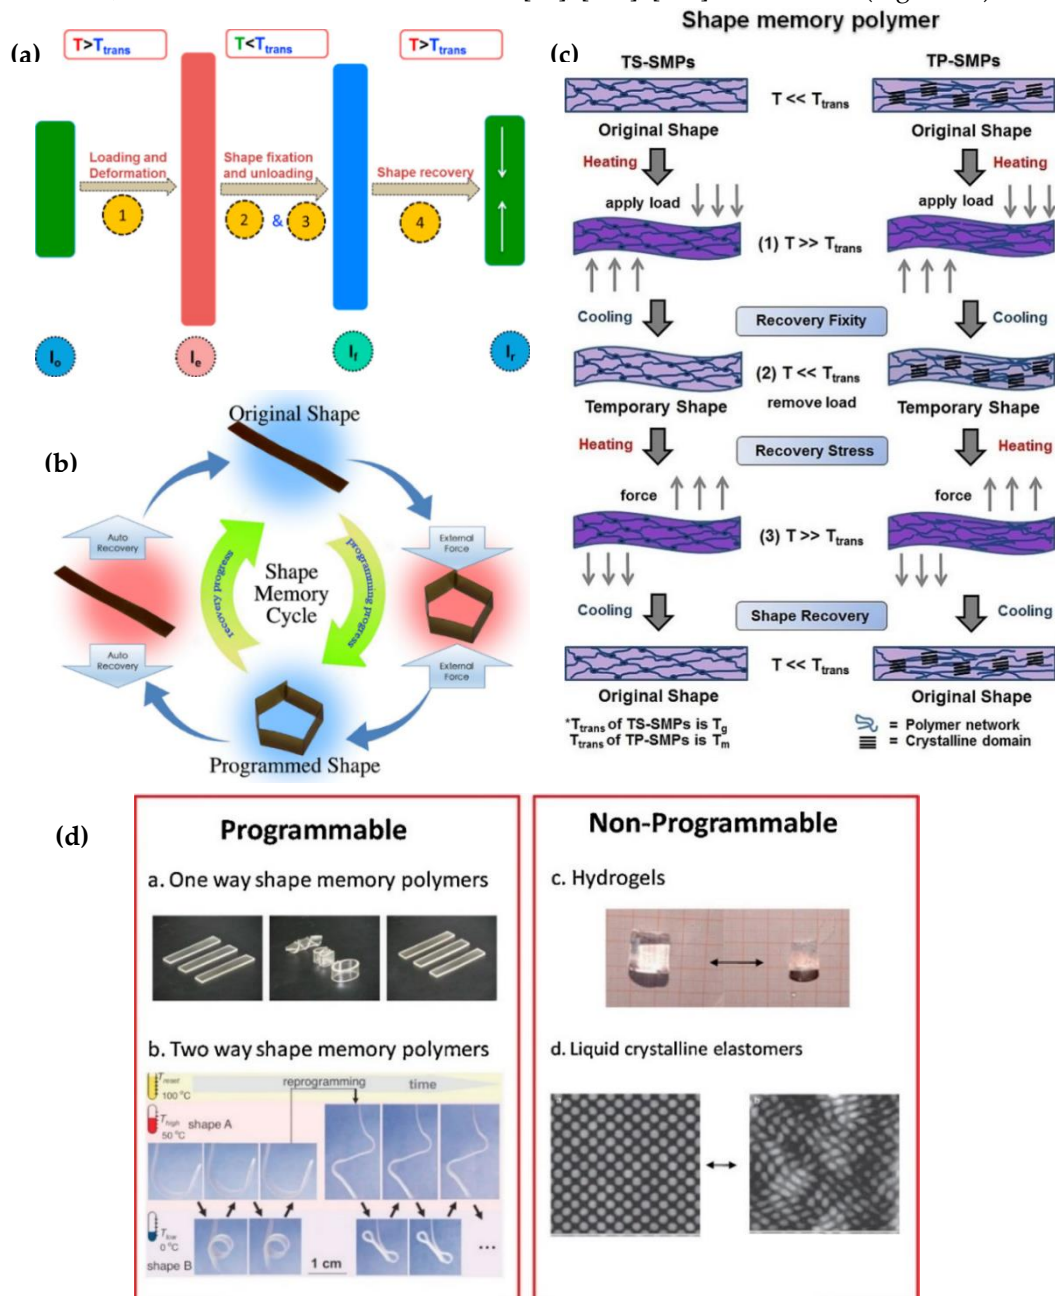 Shape memory polymer
(a)
T>Ttrans
T<Ttrans
T>Ttrans
Loading and
Deformation
1
Shape fixation
and unloading
2 & 3
Shape recovery
4
lo
le
lf
lr
(b)
Original Shape
Auto
Recovery
External
Force
recovery progress
programming progress
Shape
Memory
Cycle
Auto
Recovery
External
Force
Programmed Shape
(c)
TS-SMPs
TP-SMPs
T << Ttrans
Original Shape
Original Shape
Heating
Heating
apply load
apply load
(1) T >> Ttrans
Cooling
Recovery Fixity
Cooling
(2) T << Ttrans
Temporary Shape
remove load
Temporary Shape
Heating
Recovery Stress
Heating
force
force
(3) T >> Ttrans
Cooling
Shape Recovery
Cooling
T << Ttrans
Original Shape
Original Shape
*Ttrans of TS-SMPs is Tg
Ttrans of TP-SMPs is Tm
= Polymer network
= Crystalline domain
(d)
Programmable
a. One way shape memory polymers
b. Two way shape memory polymers
Treset
100 °C
reprogramming
time
Thigh
50 °C
shape A
Tlow
0 °C
shape B
1 cm
...
Non-Programmable
c. Hydrogels
d. Liquid crystalline elastomers